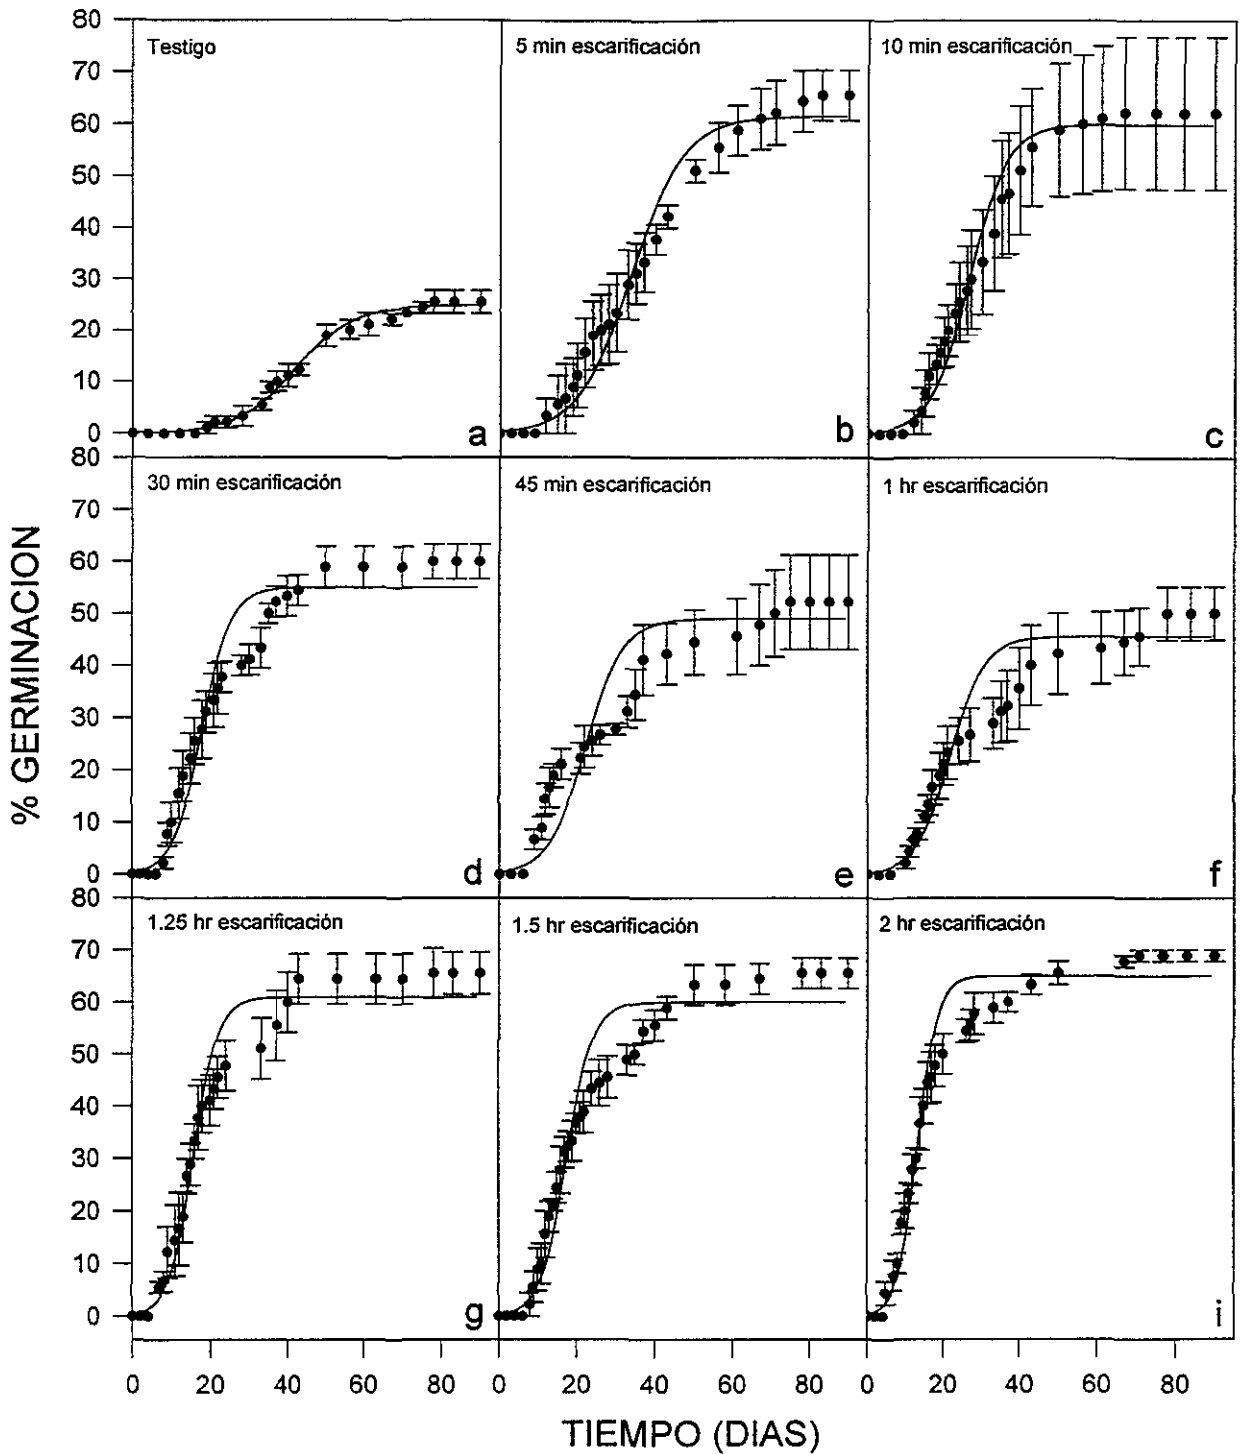 80
70
60
50
40
30
20
10
0
Testigo
a
5 min escarificación
b
10 min escarificación
c
80
70
60
50
40
30
20
10
0
30 min escarificación
d
45 min escarificación
e
1 hr escarificación
f
80
70
60
50
40
30
20
10
0
1.25 hr escarificación
g
1.5 hr escarificación
2 hr escarificación
i
% GERMINACION
0 20 40 60 80
0 20 40 60 80
0 20 40 60 80
TIEMPO (DIAS)